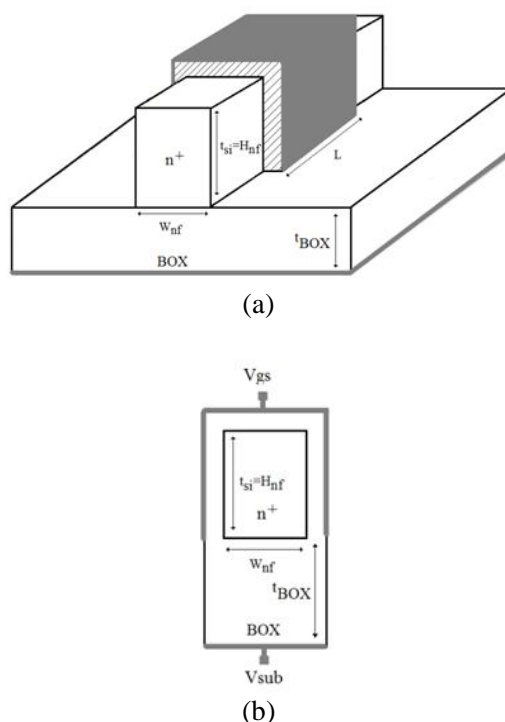 n+
tsi=Hnf
L
Wnf
tBOX
BOX
(a)
Vgs
tsi=Hnf
n+
Wnf
tBOX
BOX
Vsub
(b)